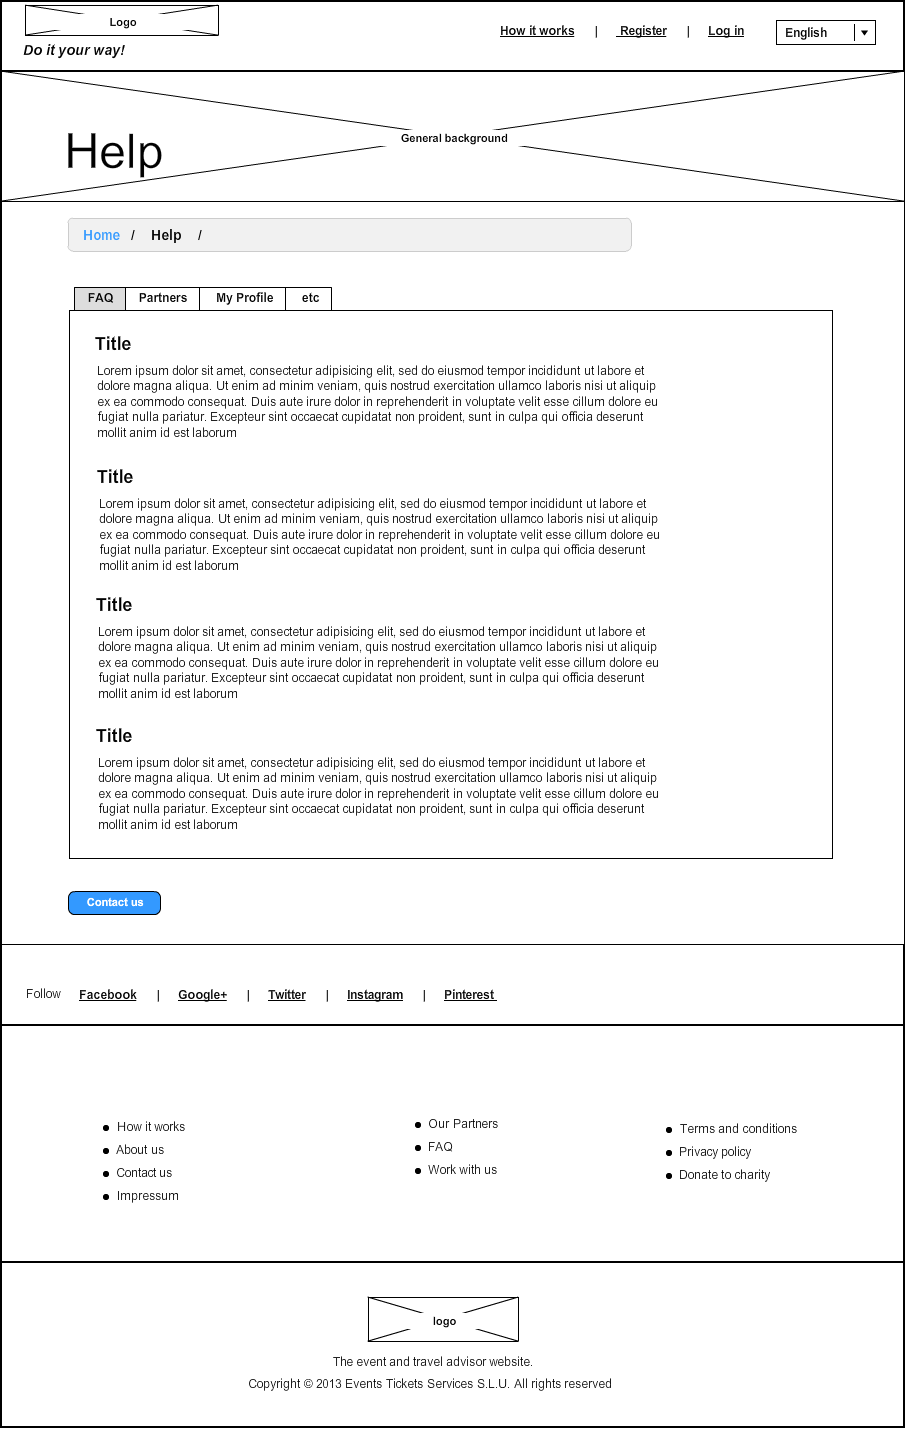 Logo
Do it your way!
How it works | Register | Log in
English
General background
Help
Home / Help /
FAQ Partners My Profile etc
Title
Lorem ipsum dolor sit amet, consectetur adipisicing elit, sed do eiusmod tempor incididunt ut labore et
dolore magna aliqua. Ut enim ad minim veniam, quis nostrud exercitation ullamco laboris nisi ut aliquip
ex ea commodo consequat. Duis aute irure dolor in reprehenderit in voluptate velit esse cillum dolore eu
fugiat nulla pariatur. Excepteur sint occaecat cupidatat non proident, sunt in culpa qui officia deserunt
mollit anim id est laborum
Title
Lorem ipsum dolor sit amet, consectetur adipisicing elit, sed do eiusmod tempor incididunt ut labore et
dolore magna aliqua. Ut enim ad minim veniam, quis nostrud exercitation ullamco laboris nisi ut aliquip
ex ea commodo consequat. Duis aute irure dolor in reprehenderit in voluptate velit esse cillum dolore eu
fugiat nulla pariatur. Excepteur sint occaecat cupidatat non proident, sunt in culpa qui officia deserunt
mollit anim id est laborum
Title
Lorem ipsum dolor sit amet, consectetur adipisicing elit, sed do eiusmod tempor incididunt ut labore et
dolore magna aliqua. Ut enim ad minim veniam, quis nostrud exercitation ullamco laboris nisi ut aliquip
ex ea commodo consequat. Duis aute irure dolor in reprehenderit in voluptate velit esse cillum dolore eu
fugiat nulla pariatur. Excepteur sint occaecat cupidatat non proident, sunt in culpa qui officia deserunt
mollit anim id est laborum
Title
Lorem ipsum dolor sit amet, consectetur adipisicing elit, sed do eiusmod tempor incididunt ut labore et
dolore magna aliqua. Ut enim ad minim veniam, quis nostrud exercitation ullamco laboris nisi ut aliquip
ex ea commodo consequat. Duis aute irure dolor in reprehenderit in voluptate velit esse cillum dolore eu
fugiat nulla pariatur. Excepteur sint occaecat cupidatat non proident, sunt in culpa qui officia deserunt
mollit anim id est laborum
Contact us
Follow Facebook | Google+ | Twitter | Instagram | Pinterest
How it works
About us
Contact us
Impressum
Our Partners
FAQ
Work with us
Terms and conditions
Privacy policy
Donate to charity
logo
The event and travel advisor website.
Copyright © 2013 Events Tickets Services S.L.U. All rights reserved